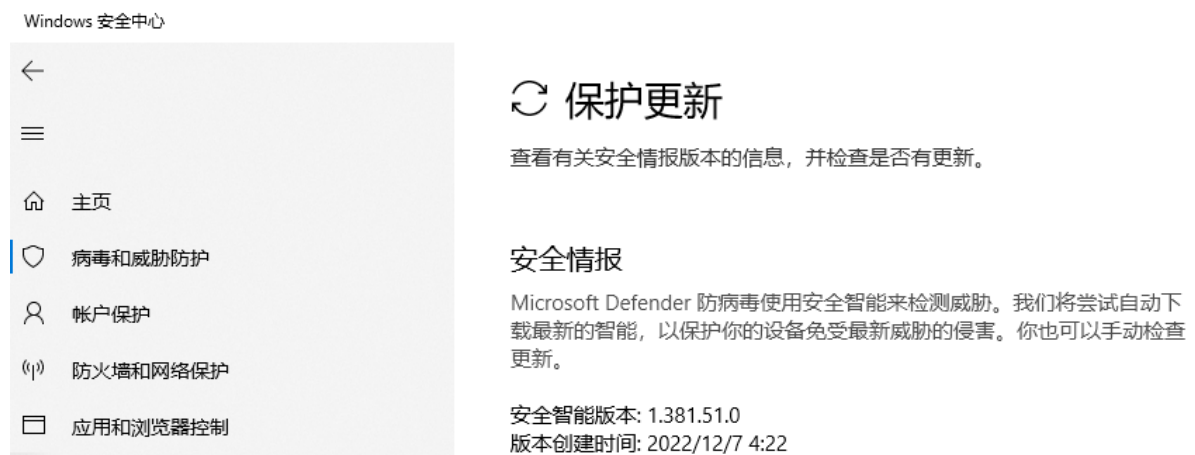 Windows 安全中心
主页
病毒和威胁防护
帐户保护
防火墙和网络保护
应用和浏览器控制
保护更新
查看有关安全情报版本的信息，并检查是否有更新。
安全情报
Microsoft Defender 防病毒使用安全智能来检测威胁。我们将尝试自动下
载最新的智能，以保护你的设备免受最新威胁的侵害。你也可以手动检查
更新。
安全智能版本: 1.381.51.0
版本创建时间: 2022/12/7 4:22